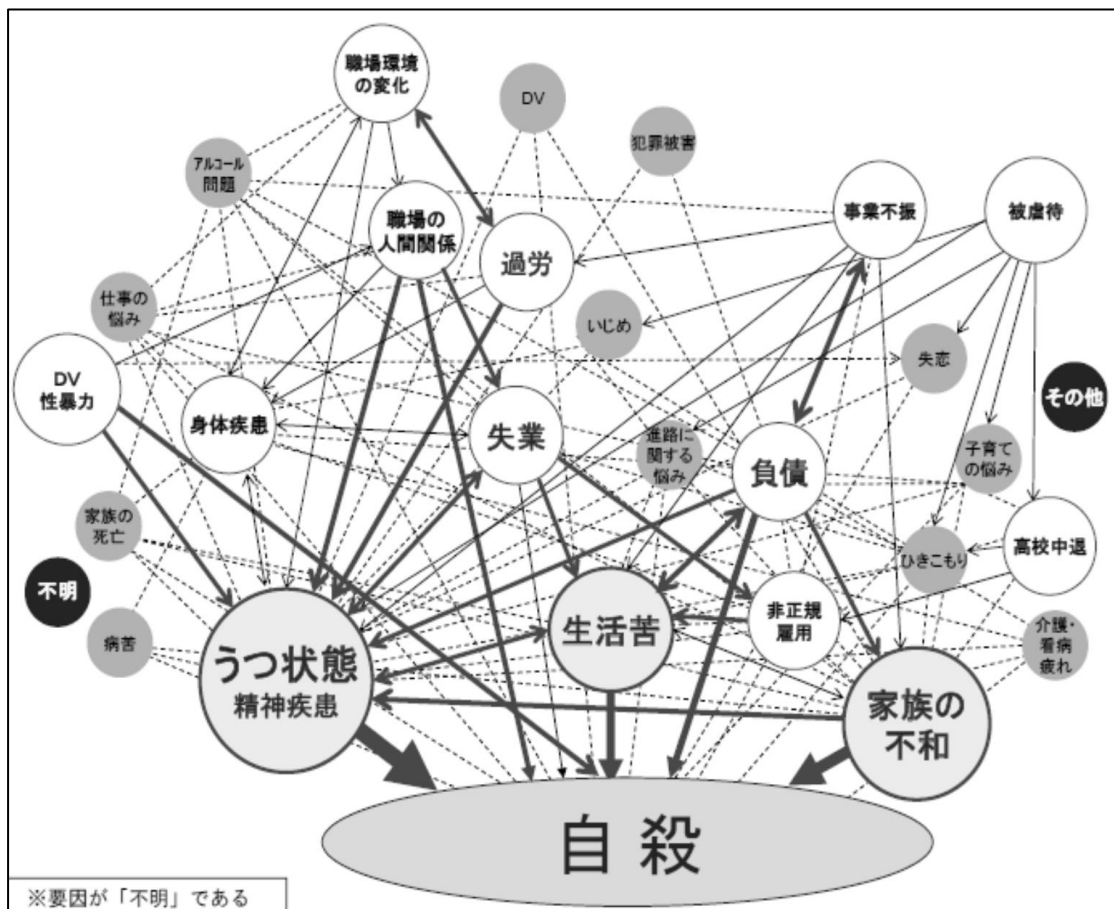 職場環境
の変化
DV
犯罪被害
アルコール
問題
職場の
人間関係
過労
事業不振
被虐待
仕事の
悩み
いじめ
失恋
DV
性暴力
その他
身体疾患
失業
進路に
関する
悩み
負債
子育て
の悩み
家族の
死亡
高校中退
ひきこもり
不明
病苦
うつ状態
精神疾患
生活苦
非正規
雇用
介護・
看病
疲れ
家族の
不和
自殺
※要因が「不明」である